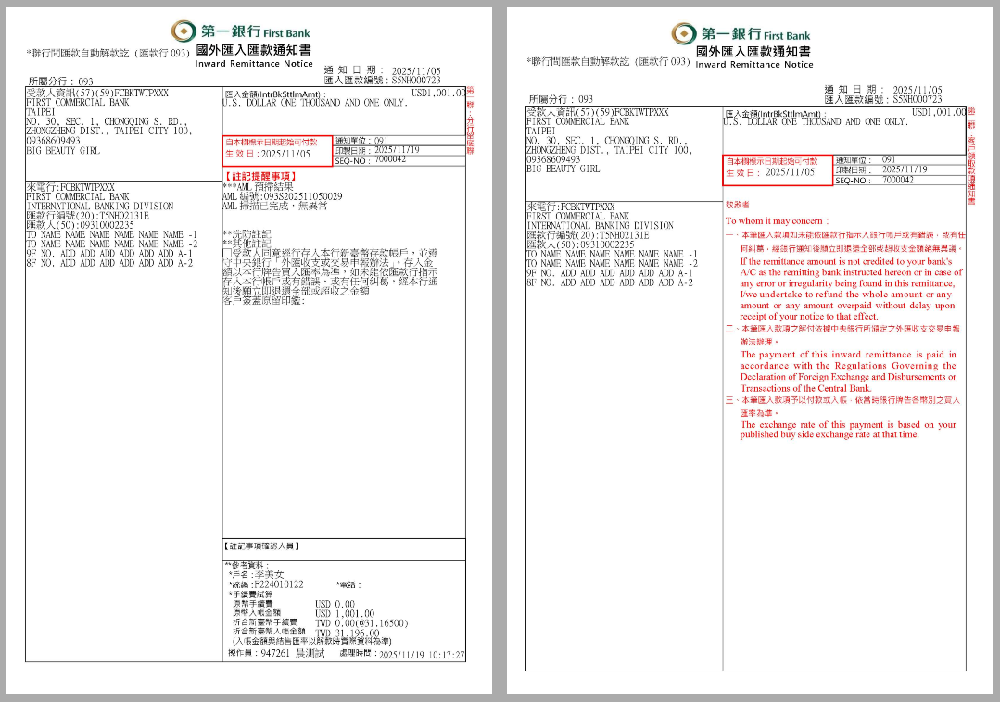 第一銀行 First Bank
*聯行間匯款自動解款訖 (匯款行 093)
國外匯入匯款通知書
Inward Remittance Notice
通 知 日 期： 2025/11/05
匯入匯款編號：S5NH000723
所屬分行：093
受款人資訊(57)(59)FCBKTWTPXXX
FIRST COMMERCIAL BANK
TAIPEI
NO. 30, SEC. 1, CHONGQING S. RD.,
ZHONGZHENG DIST., TAIPEI CITY 100,
09368609493
BIG BEAUTY GIRL
來電行:FCBKTWTPXXX
FIRST COMMERCIAL BANK
INTERNATIONAL BANKING DIVISION
匯款行編號(20):T5NH02131E
匯款人(50):09310002235
TO NAME NAME NAME NAME NAME -1
TO NAME NAME NAME NAME NAME -2
9F NO. ADD ADD ADD ADD ADD A-1
8F NO. ADD ADD ADD ADD ADD A-2
匯入金額(IntrBkSttlmAmt)： USD1,001.00
U.S. DOLLAR ONE THOUSAND AND ONE ONLY.
自本欄標示日期起始可付款
生 效 日：2025/11/05
通知單位：091
印製日期： 2025/11/19
SEQ-NO： 7000042
【註記提醒事項】
***AML 預掃結果
AML 編號:093S202511050029
AML 掃描已完成，無異常
**洗防註記
**其他註記
□受款人同意經行存入本行新臺幣存款帳戶，並遵
守中央銀行「外匯收支或交易申報辦法」。存入金
額以本行牌告買入匯率為準，如未能依匯款行指示
存入本行帳戶或有錯誤、或有任何糾葛，經本行通
知後願立即退還全部或超收之金額
客戶簽蓋原留印鑑:
【註記事項確認人員】
**參考資料：
*戶名:李美女
*統編:F224010122 *電話：
*手續費試算
原幣手續費 USD 0.00
原幣入帳金額 USD 1,001.00
折合新臺幣手續費 TWD 0.00(@31.16500)
折合新臺幣入帳金額 TWD 31,196.00
(入帳金額與結售匯率以解款時實際資料為準)
操作員：947261 晨測試 處理時間：2025/11/19 10:17:27
第一銀行 First Bank
*聯行間匯款自動解款訖 (匯款行 093)
國外匯入匯款通知書
Inward Remittance Notice
通 知 日 期： 2025/11/05
匯入匯款編號：S5NH000723
所屬分行：093
受款人資訊(57)(59)FCBKTWTPXXX
FIRST COMMERCIAL BANK
TAIPEI
NO. 30, SEC. 1, CHONGQING S. RD.,
ZHONGZHENG DIST., TAIPEI CITY 100,
09368609493
BIG BEAUTY GIRL
來電行:FCBKTWTPXXX
FIRST COMMERCIAL BANK
INTERNATIONAL BANKING DIVISION
匯款行編號(20):T5NH02131E
匯款人(50):09310002235
TO NAME NAME NAME NAME NAME -1
TO NAME NAME NAME NAME NAME -2
9F NO. ADD ADD ADD ADD ADD A-1
8F NO. ADD ADD ADD ADD ADD A-2
匯入金額(IntrBkSttlmAmt)： USD1,001.00
U.S. DOLLAR ONE THOUSAND AND ONE ONLY.
自本欄標示日期起始可付款
生 效 日： 2025/11/05
通知單位： 091
印製日期： 2025/11/19
SEQ-NO： 7000042
第二聯：客戶領取款項通知書
敬啟者
To whom it may concern：
一、本筆匯入款項如未能依匯款行指示入銀行帳戶或有錯誤、或有任
何糾葛，經銀行通知後願立即退還全部或超收支金額絕無異議。
If the remittance amount is not credited to your bank's
A/C as the remitting bank instructed hereon or in case of
any error or irregularity being found in this remittance,
I/we undertake to refund the whole amount or any
amount or any amount overpaid without delay upon
receipt of your notice to that effect.
二、本筆匯入款項之解付依據中央銀行所頒定之外匯收支交易申報
辦法辦理。
The payment of this inward remittance is paid in
accordance with the Regulations Governing the
Declaration of Foreign Exchange and Disbursements or
Transactions of the Central Bank.
三、本筆匯入款項予以付款或入帳，依當時銀行牌告各幣別之買入
匯率為準。
The exchange rate of this payment is based on your
published buy side exchange rate at that time.